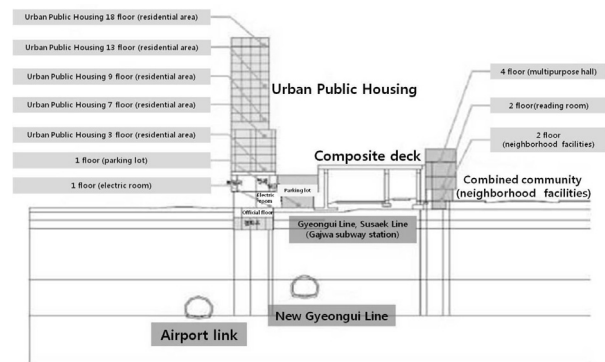 Urban Public Housing 18 floor (residential area)
Urban Public Housing 13 floor (residential area)
Urban Public Housing 9 floor (residential area)
Urban Public Housing 7 floor (residential area)
Urban Public Housing 3 floor (residential area)
1 floor (parking lot)
1 floor (electric room)
Urban Public Housing
Composite deck
4 floor (multipurpose hall)
2 floor(reading room)
2 floor
(neighborhood facilities)
Combined community
(neighborhood facilities)
Electric
room
Parking lot
Official floor
Gyeongui Line, Susaek Line
(Gajwa subway station)
New Gyeongui Line
Airport link